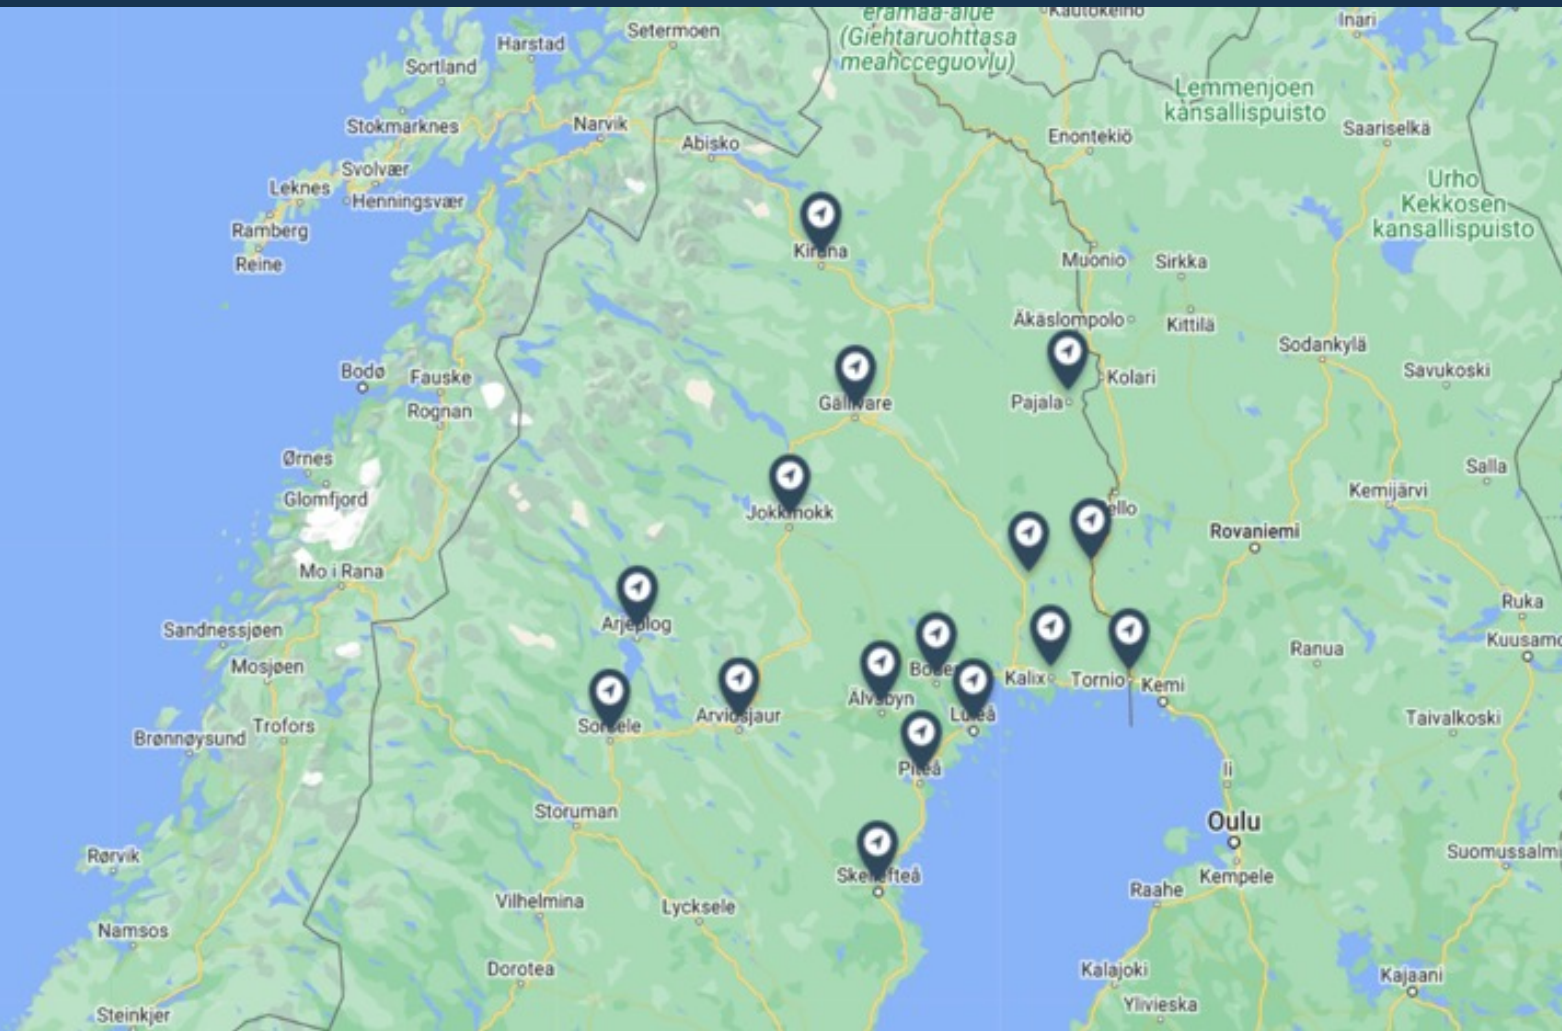 erämaa-alue
(Giehtaruohttasa
meahcceguovlu)
Kautokeino
Inari
Harstad
Setermoen
Sortland
Lemmenjoen
kansallispuisto
Stokmarknes
Narvik
Abisko
Enontekiö
Saariselkä
Svolvær
Leknes
Henningsvær
Urho
Kekkosen
kansallispuisto
Ramberg
Reine
Kiruna
Muonio
Sirkka
Äkäslompolo
Kittilä
Sodankylä
Bodø
Fauske
Savukoski
Kolari
Rognan
Gällivare
Pajala
Ørnes
Glomfjord
Salla
Kemijärvi
Jokkmokk
ello
Rovaniemi
Mo i Rana
Ruka
Arjeplog
Sandnessjøen
Kuusamo
Ranua
Mosjøen
Boden
Kalix
Tornio
Kemi
Älvsbyn
Luleå
Sorsele
Arvidsjaur
Taivalkoski
Trofors
Brønnøysund
Piteå
Ii
Storuman
Oulu
Rørvik
Suomussalmi
Skellefteå
Kempele
Raahe
Vilhelmina
Lycksele
Namsos
Dorotea
Kalajoki
Kajaani
Ylivieska
Steinkjer